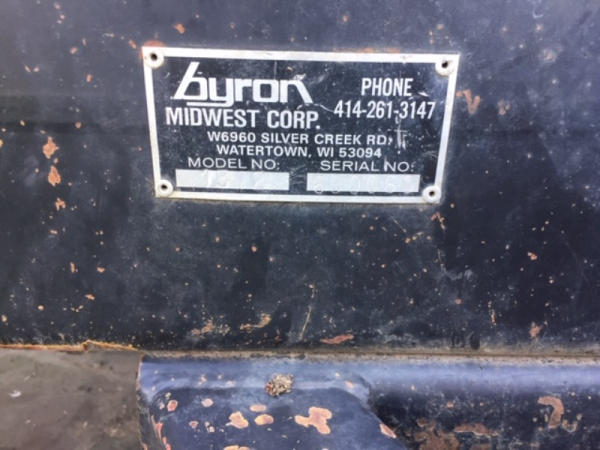 byron PHONE
MIDWEST CORP. 414-261-3147
W6960 SILVER CREEK RD.
WATERTOWN, WI 53094
MODEL NO: SERIAL NO: